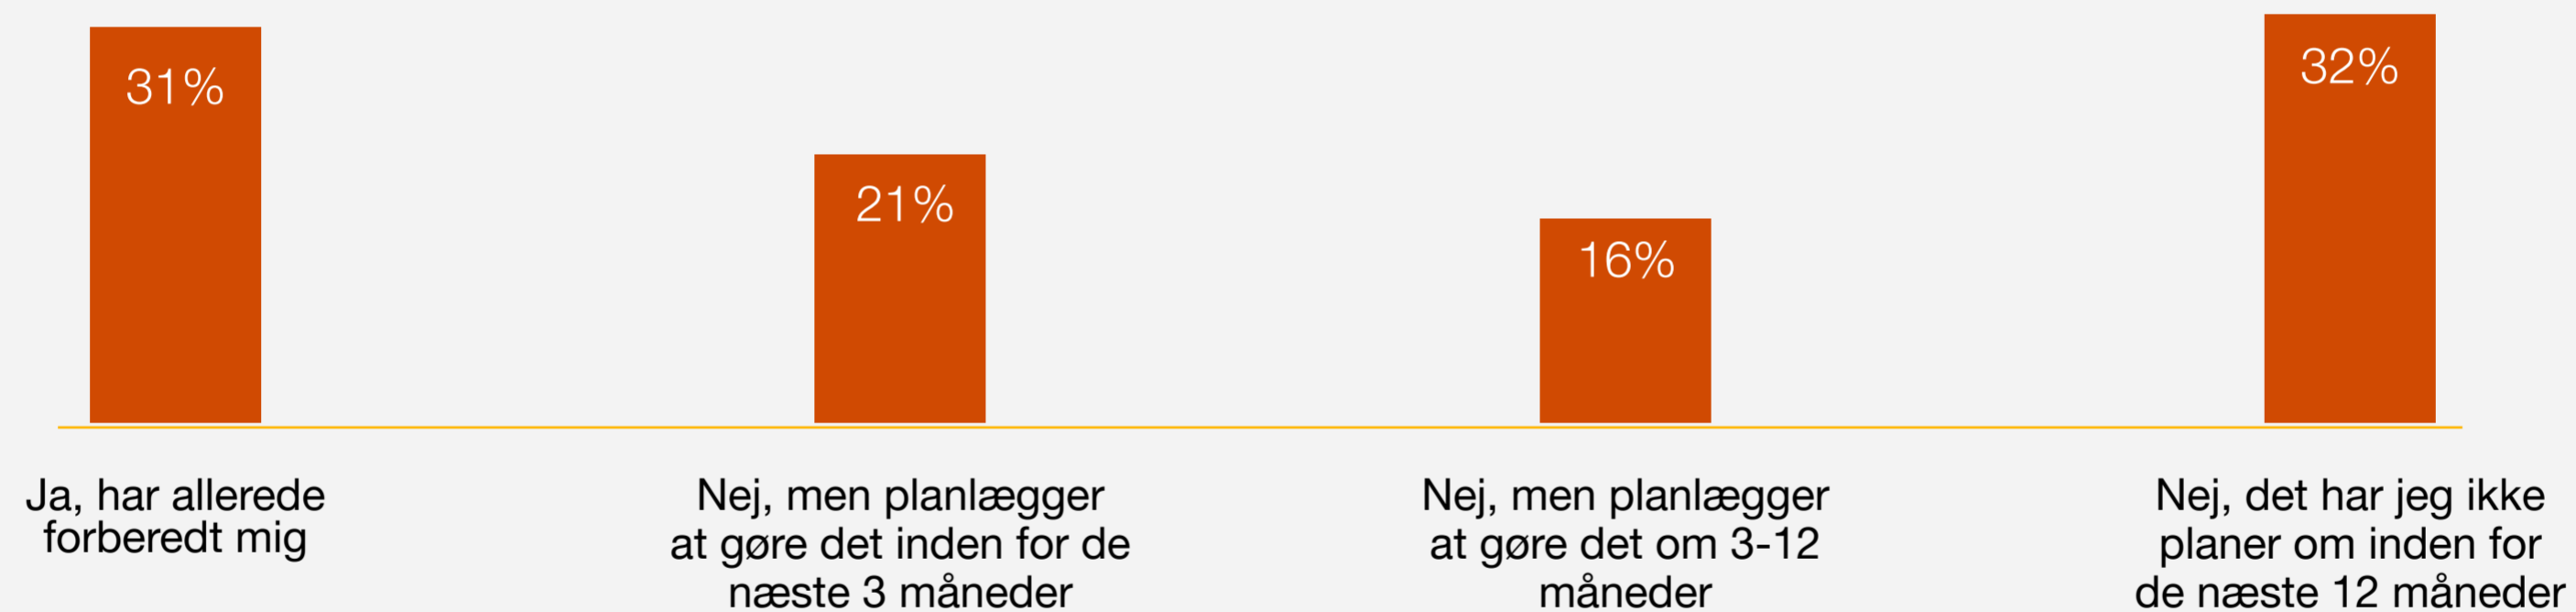 31%
21%
16%
32%
Ja, har allerede
forberedt mig
Nej, men planlægger
at gøre det inden for de
næste 3 måneder
Nej, men planlægger
at gøre det om 3-12
måneder
Nej, det har jeg ikke
planer om inden for
de næste 12 måneder